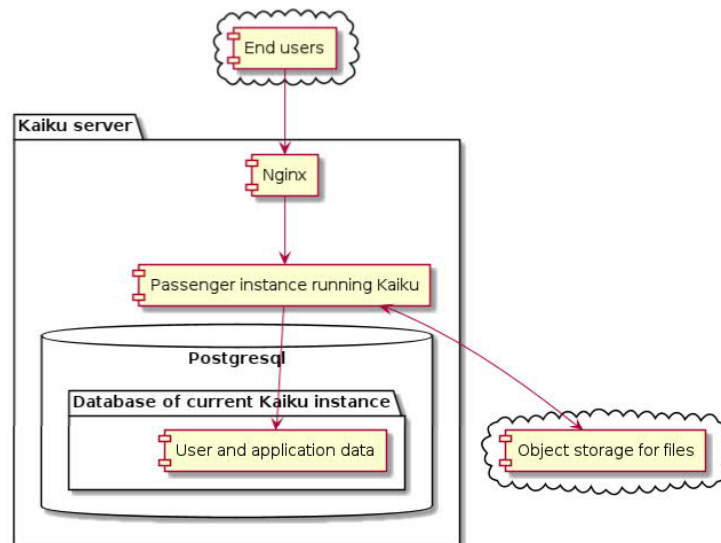 End users
Kaiku server
Nginx
Passenger instance running Kaiku
Postgresql
Database of current Kaiku instance
User and application data
Object storage for files